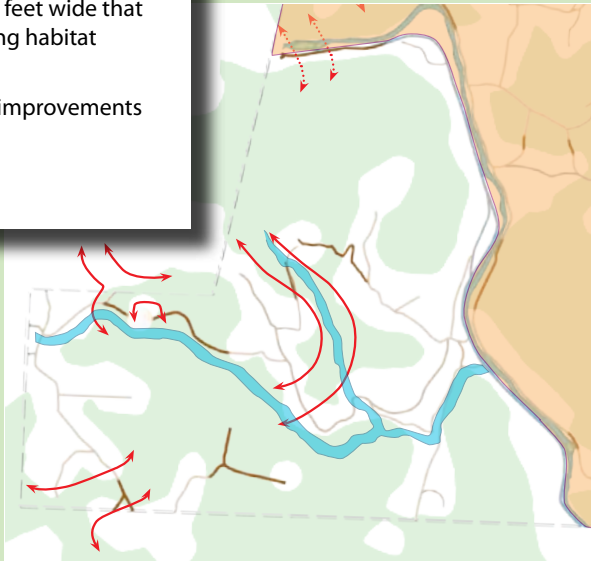 feet wide that
ng habitat
improvements